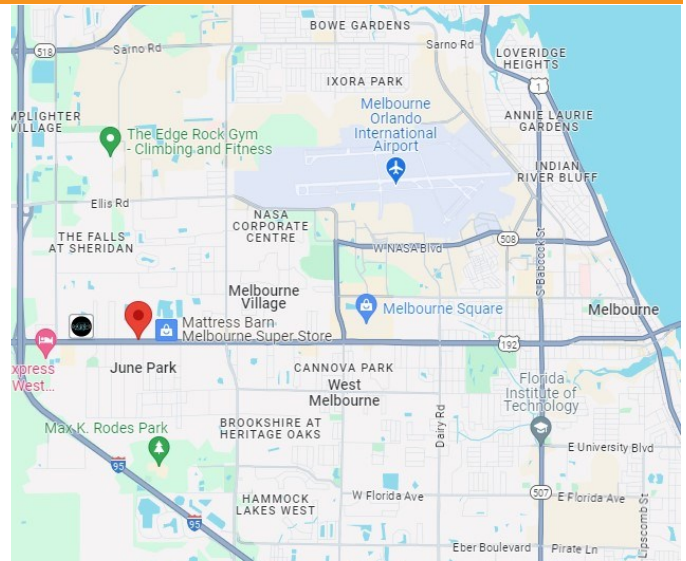 BOWE GARDENS
518
Sarno Rd
Sarno Rd
LOVERIDGE
HEIGHTS
IXORA PARK
1
MPLIGHTER
VILLAGE
Melbourne
Orlando
International
Airport
ANNIE LAURIE
GARDENS
The Edge Rock Gym
- Climbing and Fitness
INDIAN
RIVER BLUFF
Ellis Rd
NASA
CORPORATE
CENTRE
THE FALLS
AT SHERIDAN
W NASA Blvd
508
S Babcock St
Melbourne
Village
Melbourne Square
Melbourne
Mattress Barn
Melbourne Super Store
192
xpress
West...
June Park
CANNOVA PARK
West
Melbourne
Florida
Institute of
Technology
Dairy Rd
BROOKSHIRE AT
HERITAGE OAKS
Max K. Rodes Park
E University Blvd
95
HAMMOCK
LAKES WEST
W Florida Ave
507
E Florida Ave
95
Lipscomb St
Eber Boulevard
Pirate Ln